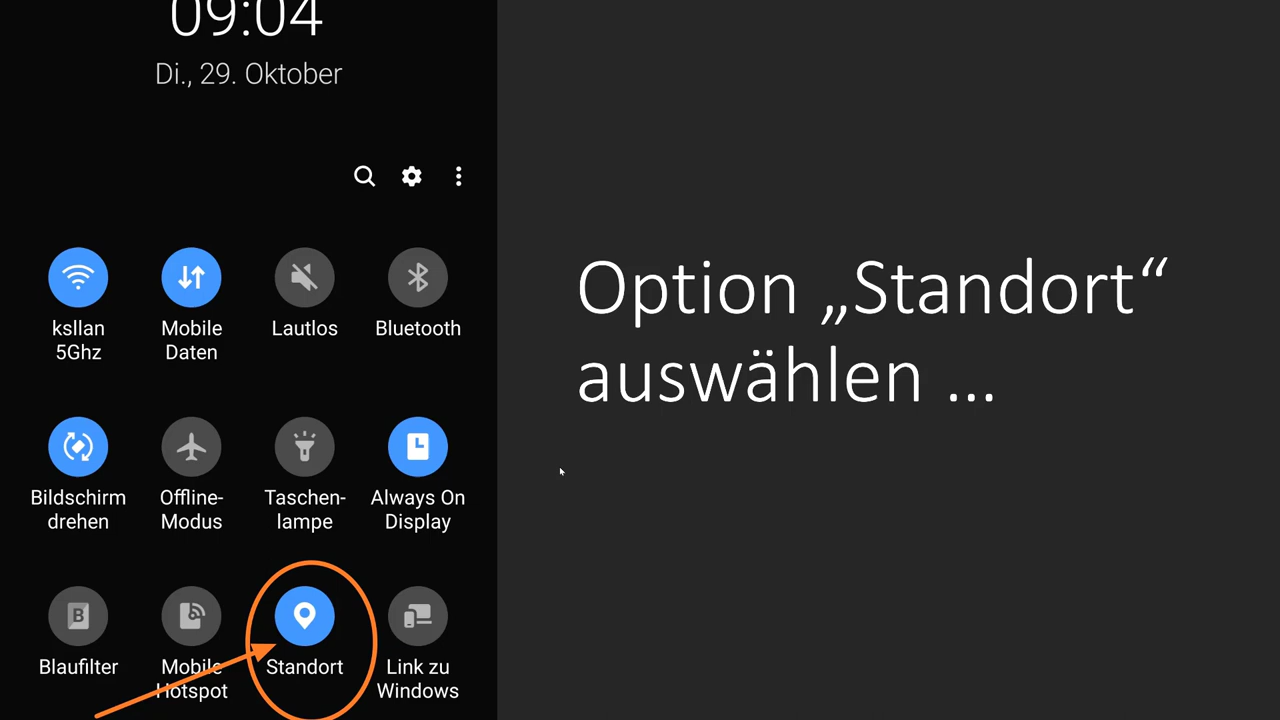 09:04
Di., 29. Oktober
ksllan
5Ghz
Mobile
Daten
Lautlos
Bluetooth
Bildschirm
drehen
Offline-
Modus
Taschen-
lampe
Always On
Display
B
Blaufilter
Mobile
Hotspot
Standort
Link zu
Windows
Option „Standort“
auswählen ...